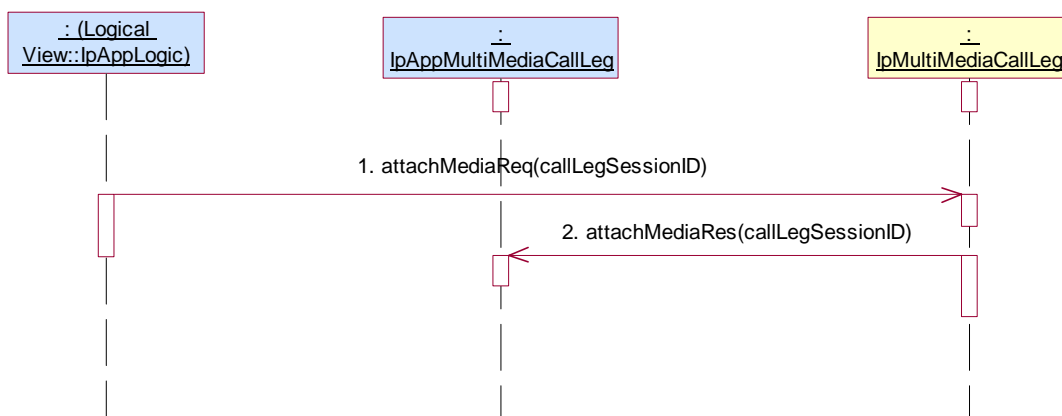 : (Logical
View::IpAppLogic)
:
IpAppMultiMediaCallLeg
:
IpMultiMediaCallLeg
1. attachMediaReq(callLegSessionID)
2. attachMediaRes(callLegSessionID)